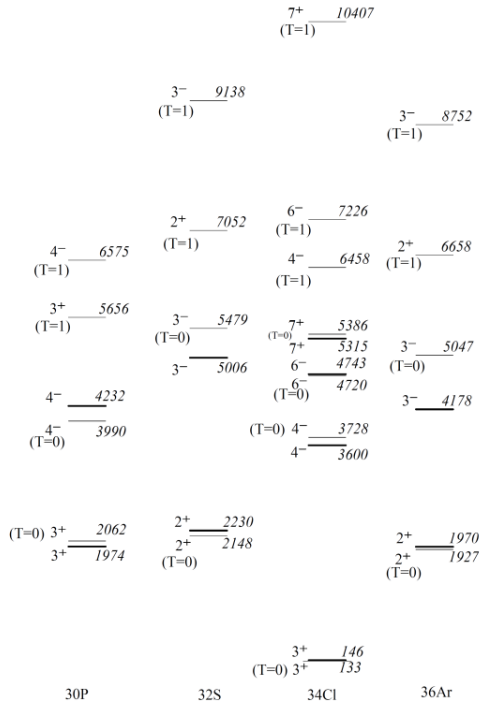 7+ 10407
(T=1)
3− 9138
(T=1)
3− 8752
(T=1)
6− 7226
(T=1)
2+ 7052
(T=1)
4− 6575
(T=1)
2+ 6658
(T=1)
4− 6458
(T=1)
3+ 5656
(T=1)
3− 5479
(T=0)
3− 5006
7+ 5386
(T=0)
7+ 5315
6− 4743
6− 4720
(T=0)
3− 5047
(T=0)
3− 4178
4− 4232
4− 3990
(T=0)
(T=0) 4− 3728
4− 3600
(T=0) 3+ 2062
3+ 1974
2+ 2230
2+ 2148
(T=0)
2+ 1970
2+ 1927
(T=0)
3+ 146
(T=0) 3+ 133
30P 32S 34Cl 36Ar